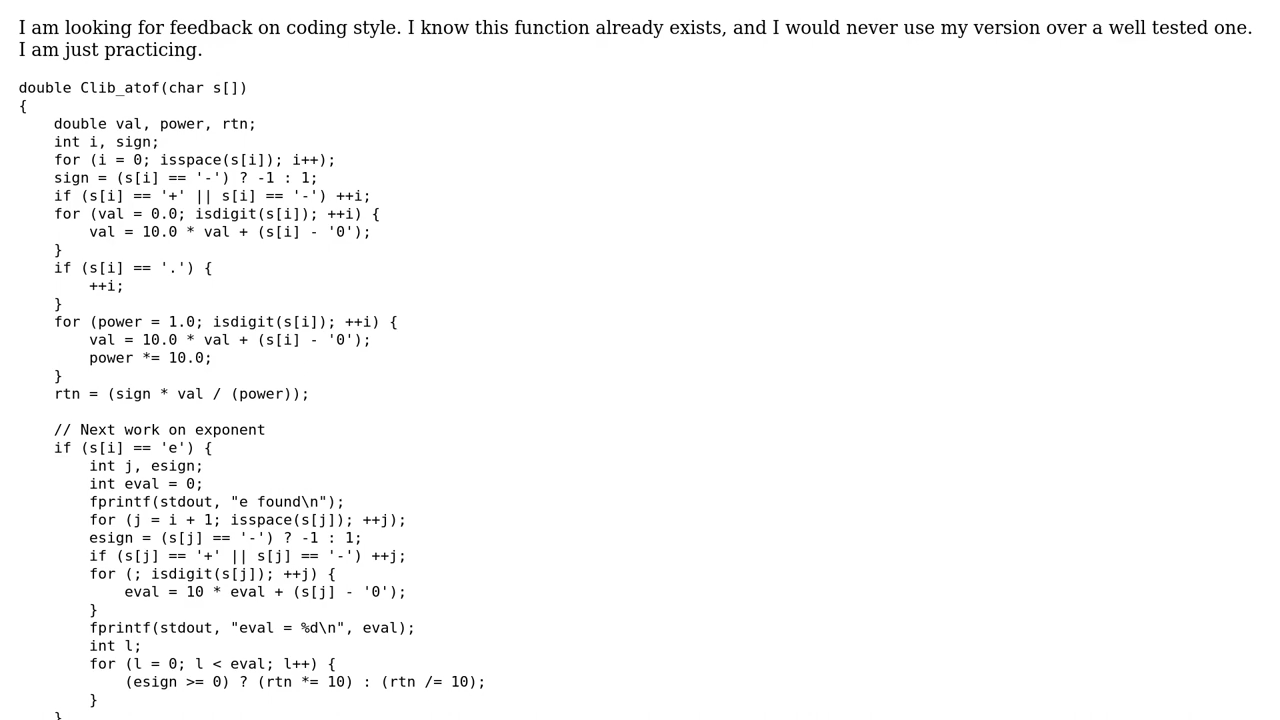 I am looking for feedback on coding style. I know this function already exists, and I would never use my version over a well tested one.
I am just practicing.
double Clib_atof(char s[])
{
    double val, power, rtn;
    int i, sign;
    for (i = 0; isspace(s[i]); i++);
    sign = (s[i] == '-') ? -1 : 1;
    if (s[i] == '+' || s[i] == '-') ++i;
    for (val = 0.0; isdigit(s[i]); ++i) {
        val = 10.0 * val + (s[i] - '0');
    }
    if (s[i] == '.') {
        ++i;
    }
    for (power = 1.0; isdigit(s[i]); ++i) {
        val = 10.0 * val + (s[i] - '0');
        power *= 10.0;
    }
    rtn = (sign * val / (power));
    // Next work on exponent
    if (s[i] == 'e') {
        int j, esign;
        int eval = 0;
        fprintf(stdout, "e found\n");
        for (j = i + 1; isspace(s[j]); ++j);
        esign = (s[j] == '-') ? -1 : 1;
        if (s[j] == '+' || s[j] == '-') ++j;
        for (; isdigit(s[j]); ++j) {
            eval = 10 * eval + (s[j] - '0');
        }
        fprintf(stdout, "eval = %d\n", eval);
        int l;
        for (l = 0; l < eval; l++) {
            (esign >= 0) ? (rtn *= 10) : (rtn /= 10);
        }
    }